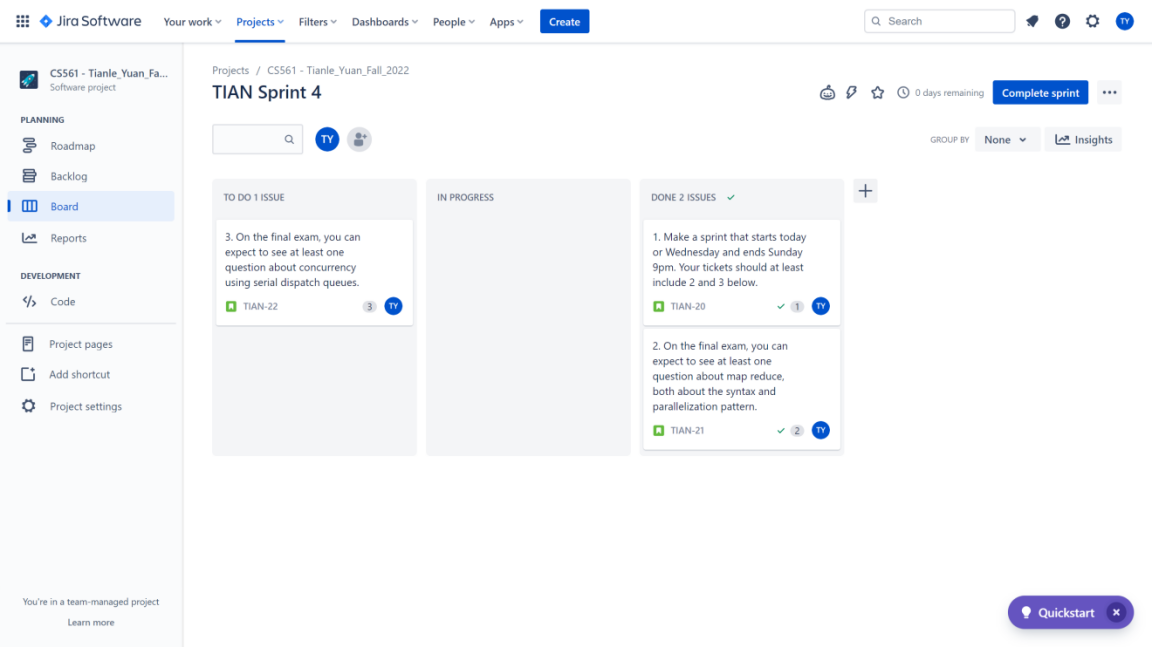 Jira Software
Your work
Projects
Filters
Dashboards
People
Apps
Create
Search
TY
CS561 - Tianle_Yuan_Fa...
Software project
PLANNING
Roadmap
Backlog
Board
Reports
DEVELOPMENT
Code
Project pages
Add shortcut
Project settings
You're in a team-managed project
Learn more
Projects / CS561 - Tianle_Yuan_Fall_2022
TIAN Sprint 4
0 days remaining
Complete sprint
TY
GROUP BY
None
Insights
TO DO 1 ISSUE
3. On the final exam, you can
expect to see at least one
question about concurrency
using serial dispatch queues.
TIAN-22
3
TY
IN PROGRESS
DONE 2 ISSUES
1. Make a sprint that starts today
or Wednesday and ends Sunday
9pm. Your tickets should at least
include 2 and 3 below.
TIAN-20
1
TY
2. On the final exam, you can
expect to see at least one
question about map reduce,
both about the syntax and
parallelization pattern.
TIAN-21
2
TY
Quickstart